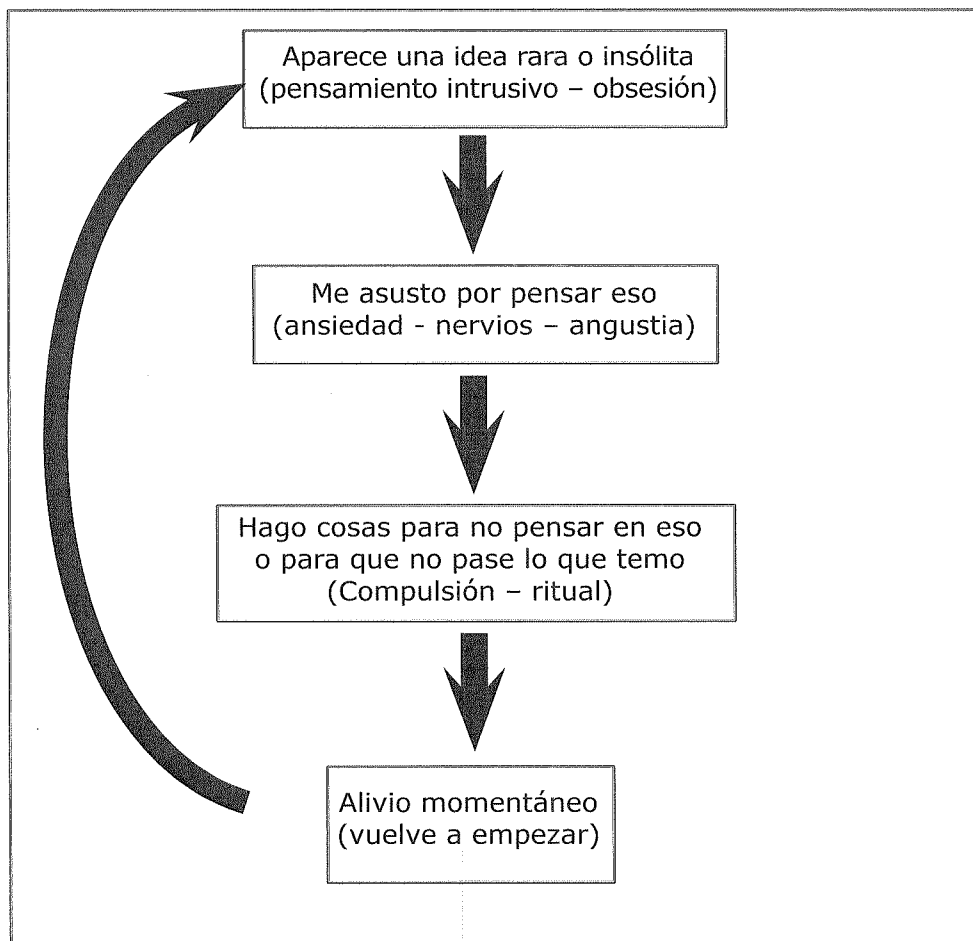 Aparece una idea rara o insólita
(pensamiento intrusivo – obsesión)
Me asusto por pensar eso
(ansiedad - nervios – angustia)
Hago cosas para no pensar en eso
o para que no pase lo que temo
(Compulsión – ritual)
Alivio momentáneo
(vuelve a empezar)